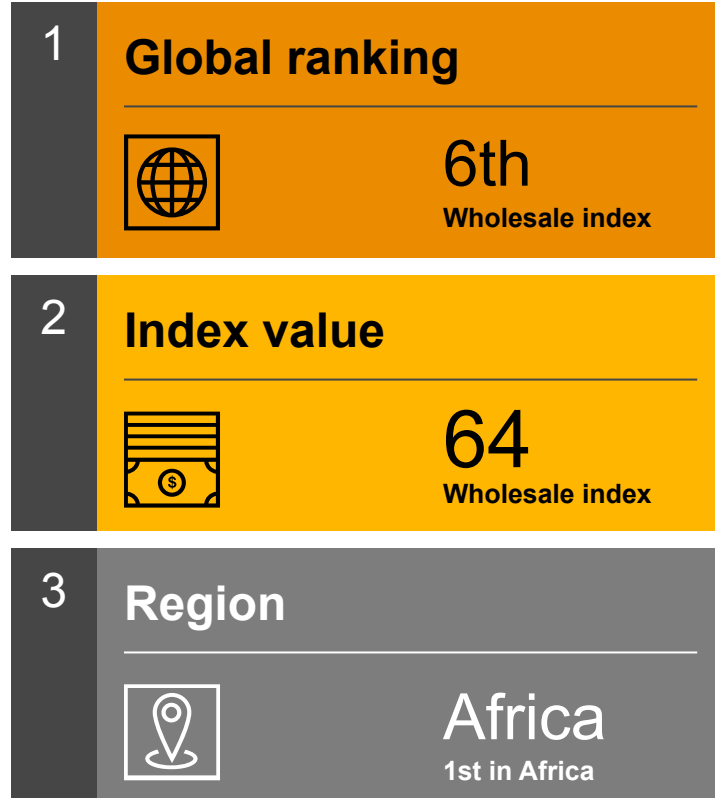 1
Global ranking
6th
Wholesale index
2
Index value
$
64
Wholesale index
3
Region
Africa
1st in Africa